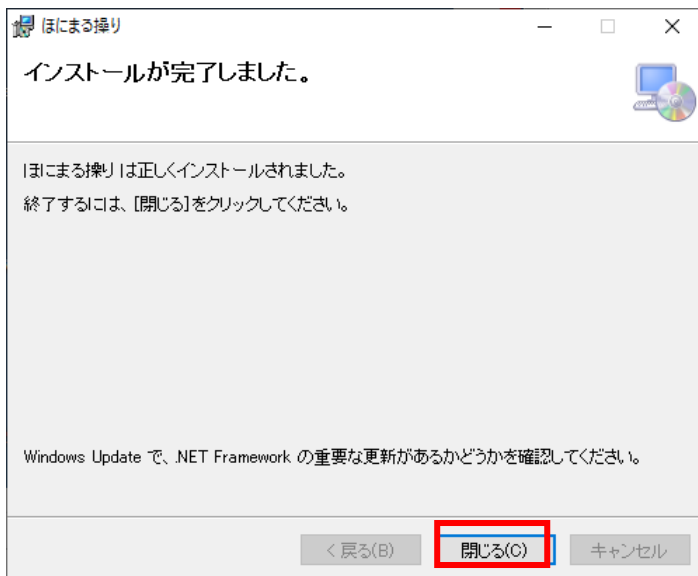 ほにまる操り
インストールが完了しました。
ほにまる操り は正しくインストールされました。
終了するには、[閉じる]をクリックしてください。
Windows Update で、.NET Framework の重要な更新があるかどうかを確認してください。
< 戻る(B) 閉じる(C) キャンセル